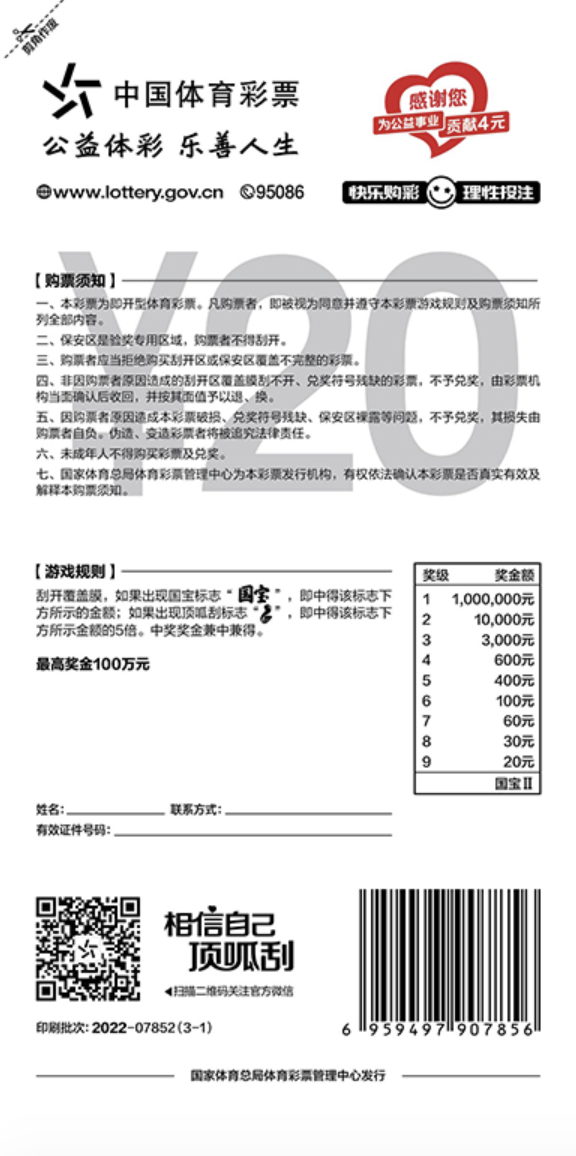 剪角作废
中国体育彩票
公益体彩 乐善人生
www.lottery.gov.cn 95086
感谢您
为公益事业 贡献4元
快乐购彩 理性投注
Y20
【购票须知】
一、本彩票为即开型体育彩票。凡购票者，即被视为同意并遵守本彩票游戏规则及购票须知所
列全部内容。
二、保安区是验奖专用区域，购票者不得刮开。
三、购票者应当拒绝购买刮开区或保安区覆盖不完整的彩票。
四、非因购票者原因造成的刮开区覆盖膜刮不开、兑奖符号残缺的彩票，不予兑奖，由彩票机
构当面确认后收回，并按其面值予以退、换。
五、因购票者原因造成本彩票破损、兑奖符号残缺、保安区裸露等问题，不予兑奖，其损失由
购票者自负。伪造、变造彩票者将被追究法律责任。
六、未成年人不得购买彩票及兑奖。
七、国家体育总局体育彩票管理中心为本彩票发行机构，有权依法确认本彩票是否真实有效及
解释本购票须知。
【游戏规则】
刮开覆盖膜，如果出现国宝标志“国宝”，即中得该标志下
方所示的金额；如果出现顶呱刮标志“”，即中得该标志下
方所示金额的5倍。中奖奖金兼中兼得。
最高奖金100万元
奖级 奖金额
1 1,000,000元
2 10,000元
3 3,000元
4 600元
5 400元
6 100元
7 60元
8 30元
9 20元
国宝Ⅱ
姓名： 联系方式：
有效证件号码：
相信自己
顶呱刮
◀扫描二维码关注官方微信
印刷批次：2022-07852（3-1）
6 959497 907856
国家体育总局体育彩票管理中心发行